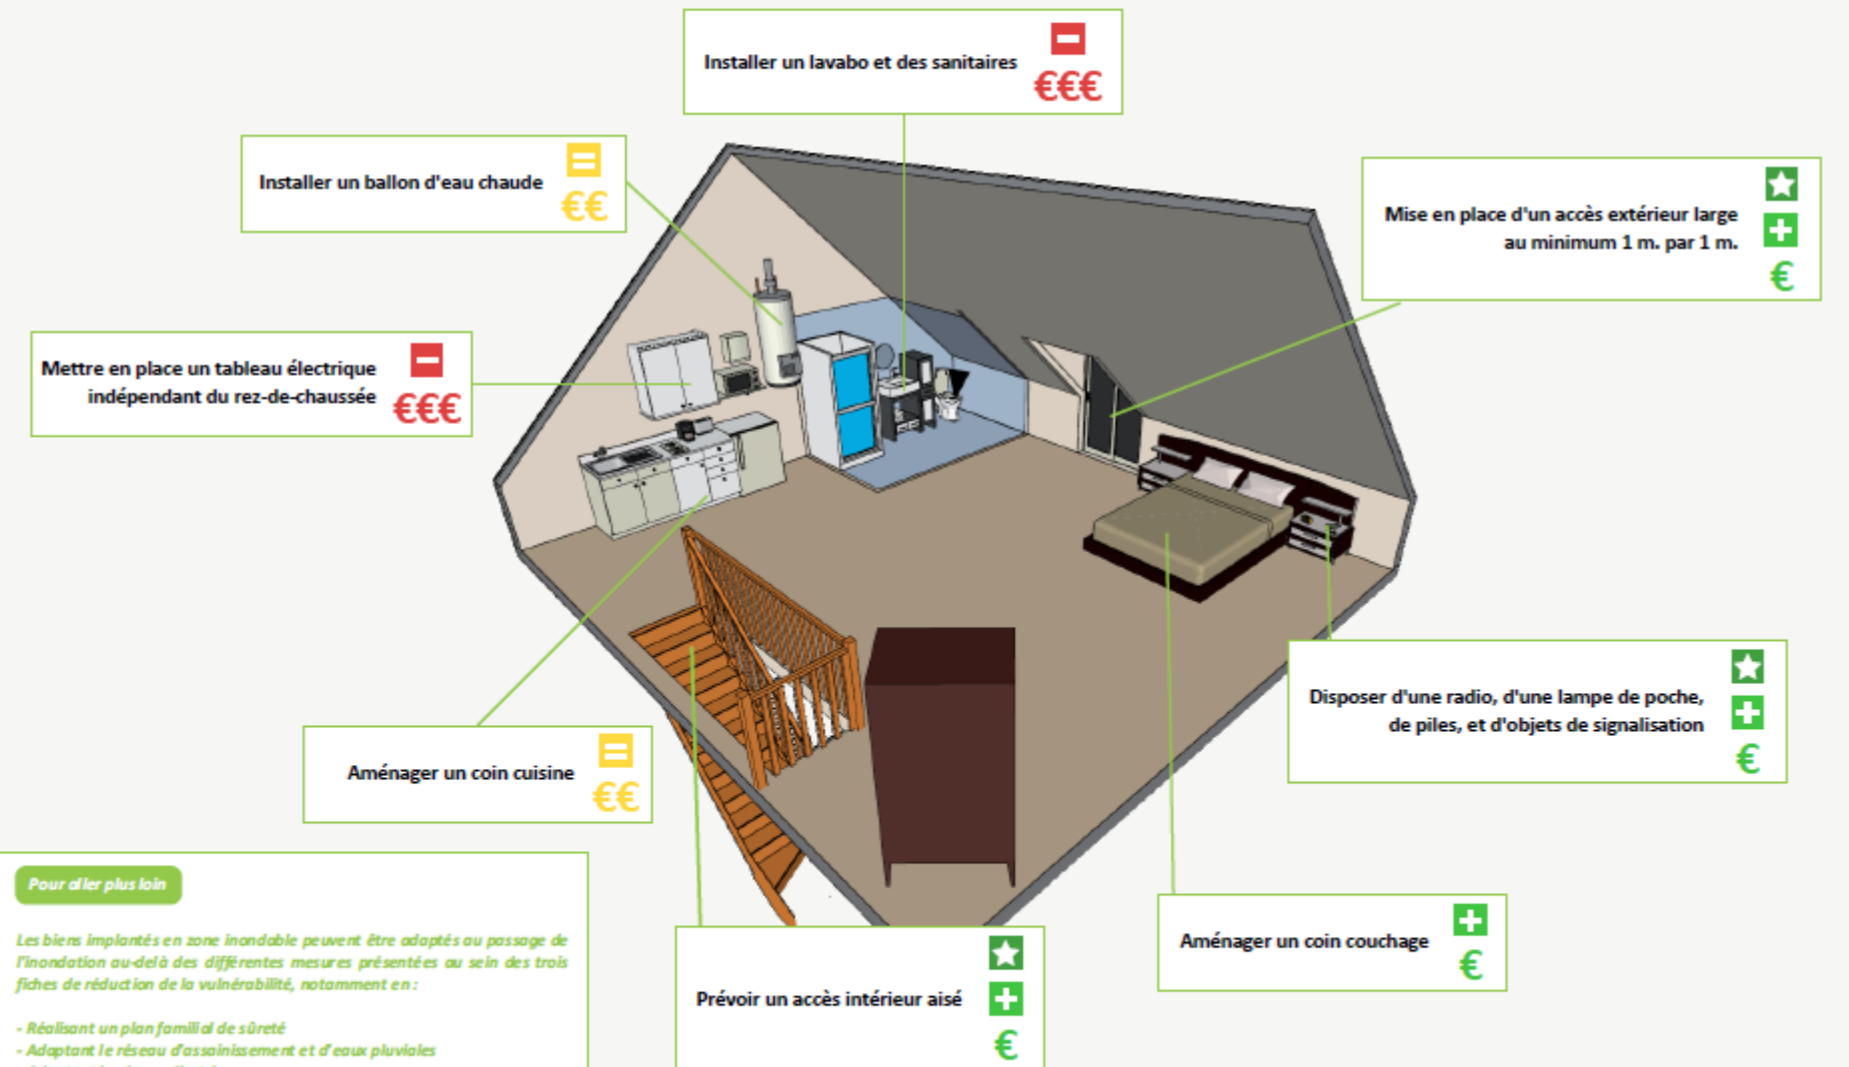 Installer un lavabo et des sanitaires
€€€
Installer un ballon d'eau chaude
€€
Mise en place d'un accès extérieur large
au minimum 1 m. par 1 m.
€
Mettre en place un tableau électrique
indépendant du rez-de-chaussée
€€€
Disposer d'une radio, d'une lampe de poche,
de piles, et d'objets de signalisation
€
Aménager un coin cuisine
€€
Aménager un coin couchage
€
Prévoir un accès intérieur aisé
€
Pour aller plus loin
Les biens implantés en zone inondable peuvent être adaptés au passage de
l'inondation au-delà des différentes mesures présentées au sein des trois
fiches de réduction de la vulnérabilité, notamment en :
- Réalisant un plan familial de sûreté
- Adaptant le réseau d'assainissement et d'eaux pluviales